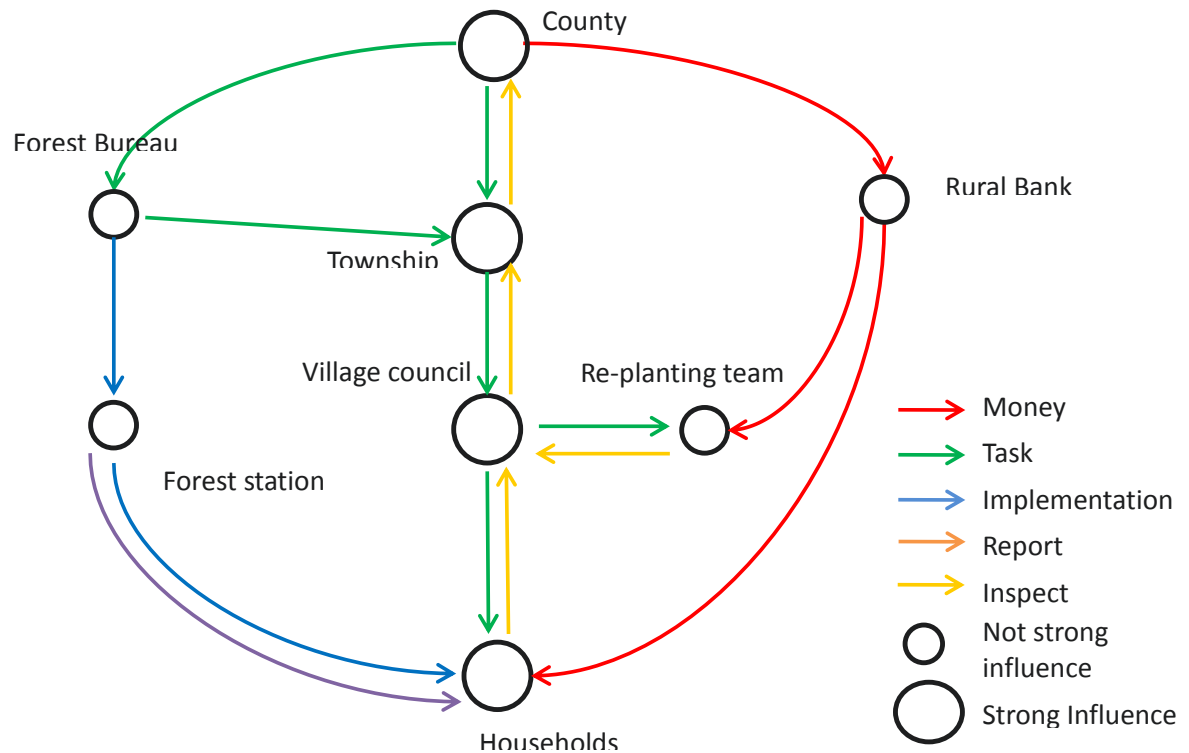 County
Forest Bureau
Rural Bank
Township
Village council
Re-planting team
Forest station
Households
Money
Task
Implementation
Report
Inspect
Not strong
influence
Strong Influence